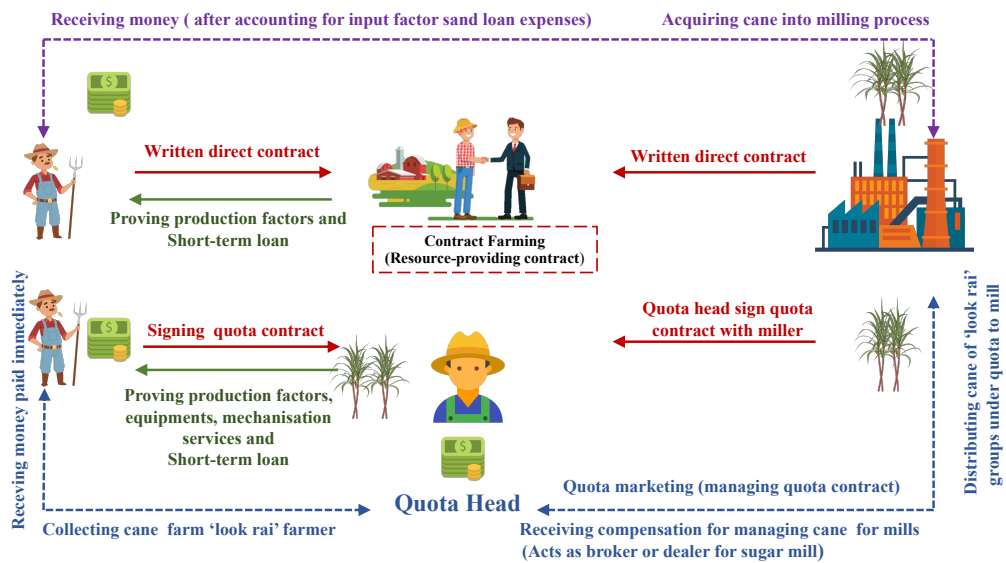 Receiving money ( after accounting for input factor sand loan expenses)
Acquiring cane into milling process
Written direct contract
Written direct contract
Proving production factors and
Short-term loan
Contract Farming
(Resource-providing contract)
Receving money paid immediately
Signing quota contract
Quota head sign quota
contract with miller
Distributing cane of ‘look rai’
groups under quota to mill
Proving production factors,
equipments, mechanisation
services and
Short-term loan
Quota Head
Quota marketing (managing quota contract)
Collecting cane farm ‘look rai’ farmer
Receiving compensation for managing cane for mills
(Acts as broker or dealer for sugar mill)